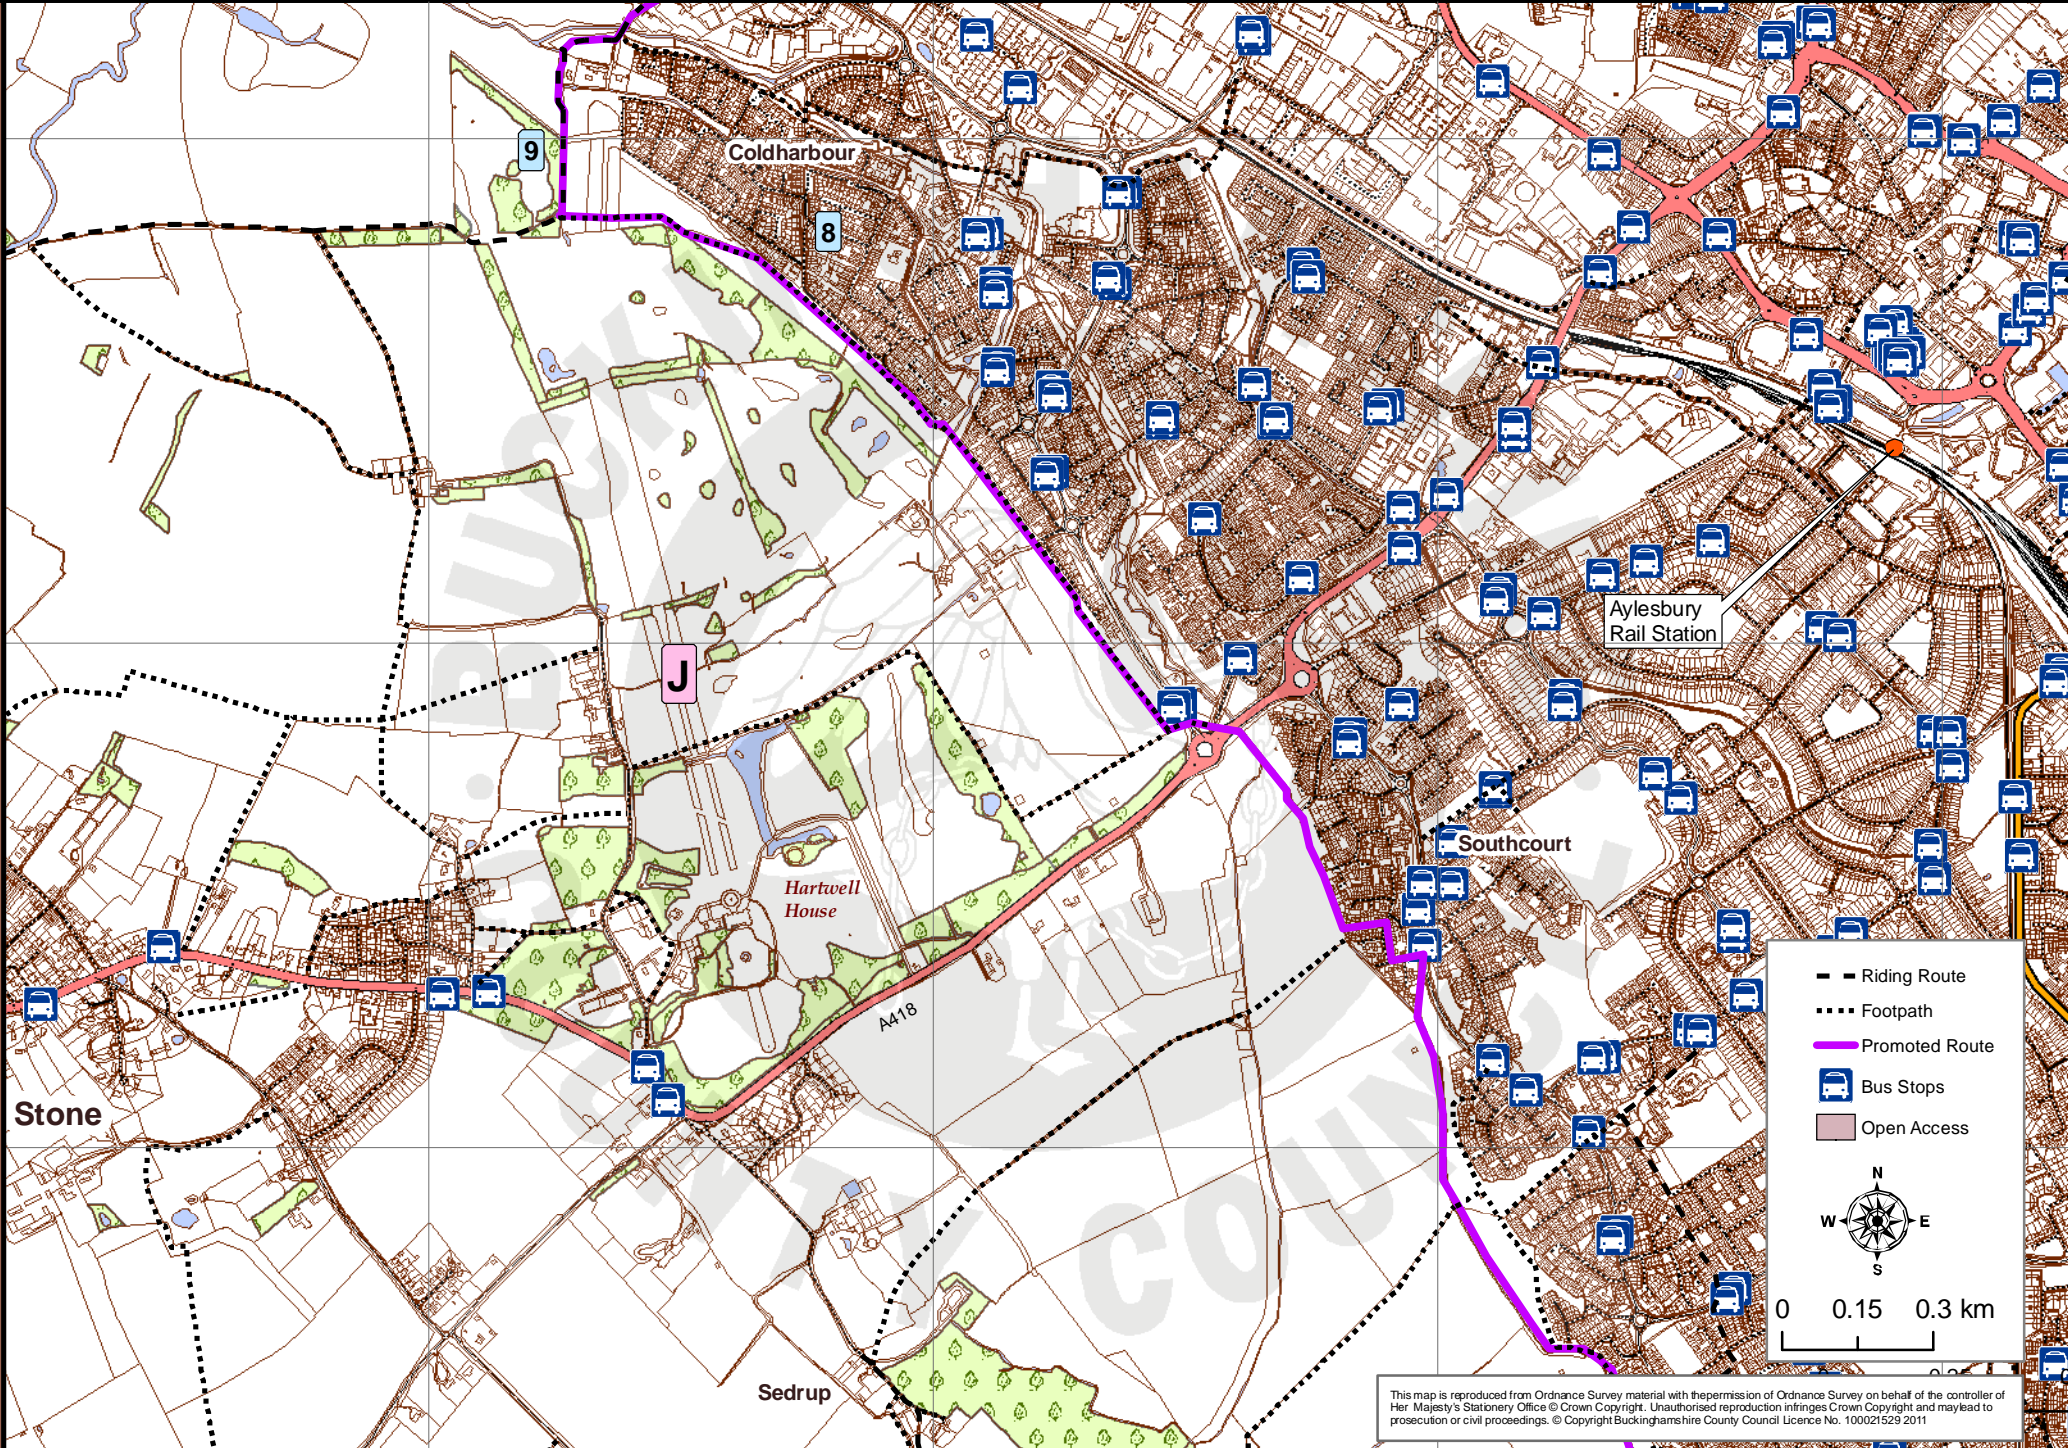 9
Coldharbour
8
Aylesbury
Rail Station
J
Southcourt
Hartwell
House
A418
Stone
Sedrup
Riding Route
Footpath
Promoted Route
Bus Stops
Open Access
N
W E
S
0 0.15 0.3 km
This map is reproduced from Ordnance Survey material with thepermission of Ordnance Survey on behalf of the controller of
Her Majesty's Stationery Office © Crown Copyright. Unauthorised reproduction infringes Crown Copyright and maylead to
prosecution or civil proceedings. © Copyright Buckinghamshire County Council Licence No. 100021529 2011